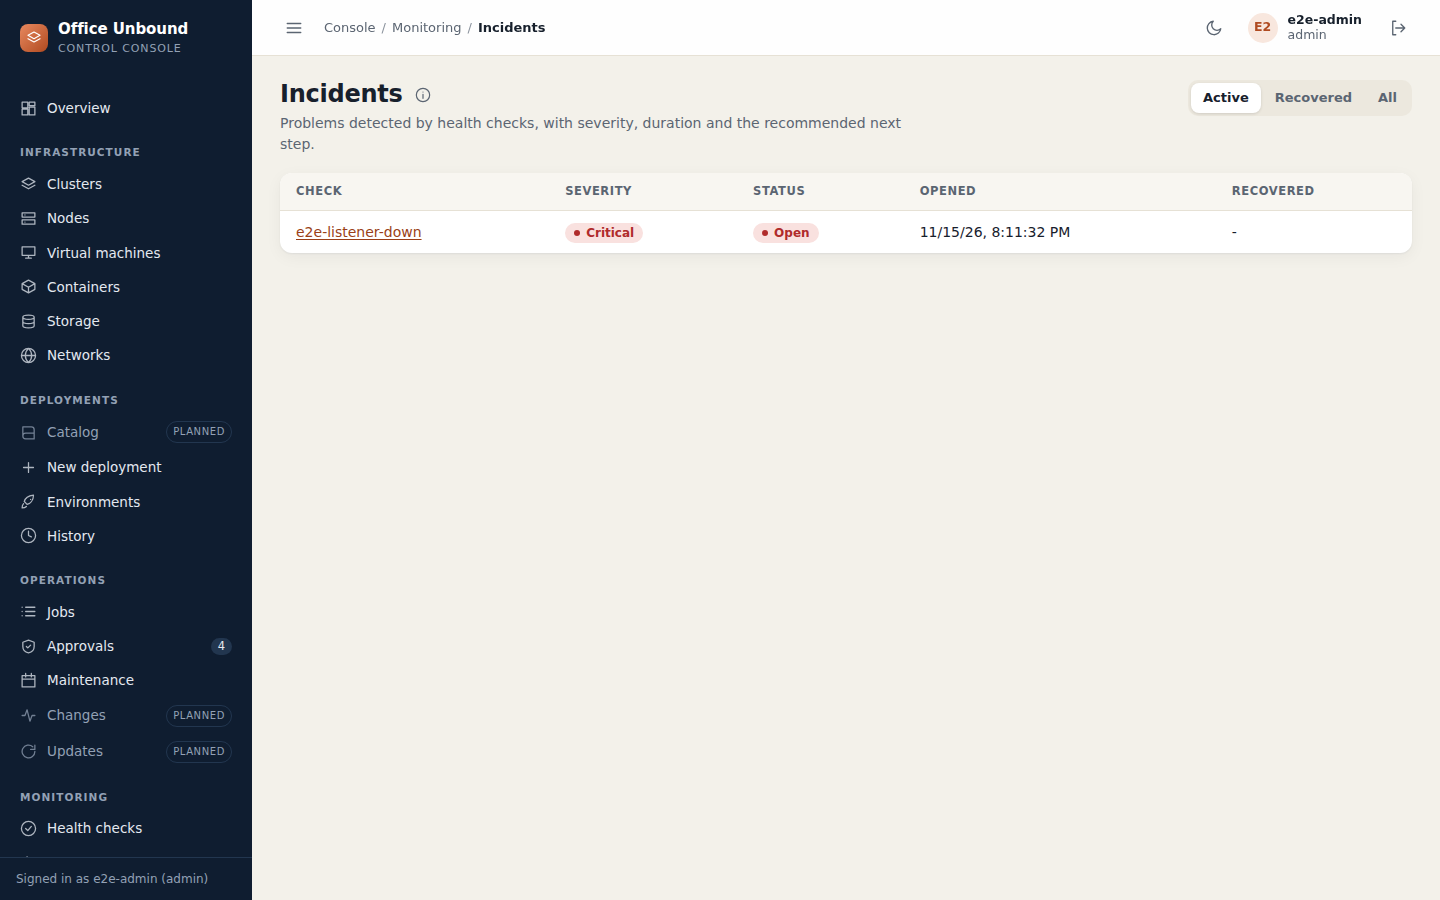 Office Unbound
CONTROL CONSOLE
Overview
INFRASTRUCTURE
Clusters
Nodes
Virtual machines
Containers
Storage
Networks
DEPLOYMENTS
Catalog PLANNED
New deployment
Environments
History
OPERATIONS
Jobs
Approvals 4
Maintenance
Changes PLANNED
Updates PLANNED
MONITORING
Health checks
Signed in as e2e-admin (admin)
Console / Monitoring / Incidents
E2 e2e-admin
admin
Incidents
Active Recovered All
Problems detected by health checks, with severity, duration and the recommended next
step.
CHECK SEVERITY STATUS OPENED RECOVERED
e2e-listener-down Critical Open 11/15/26, 8:11:32 PM -